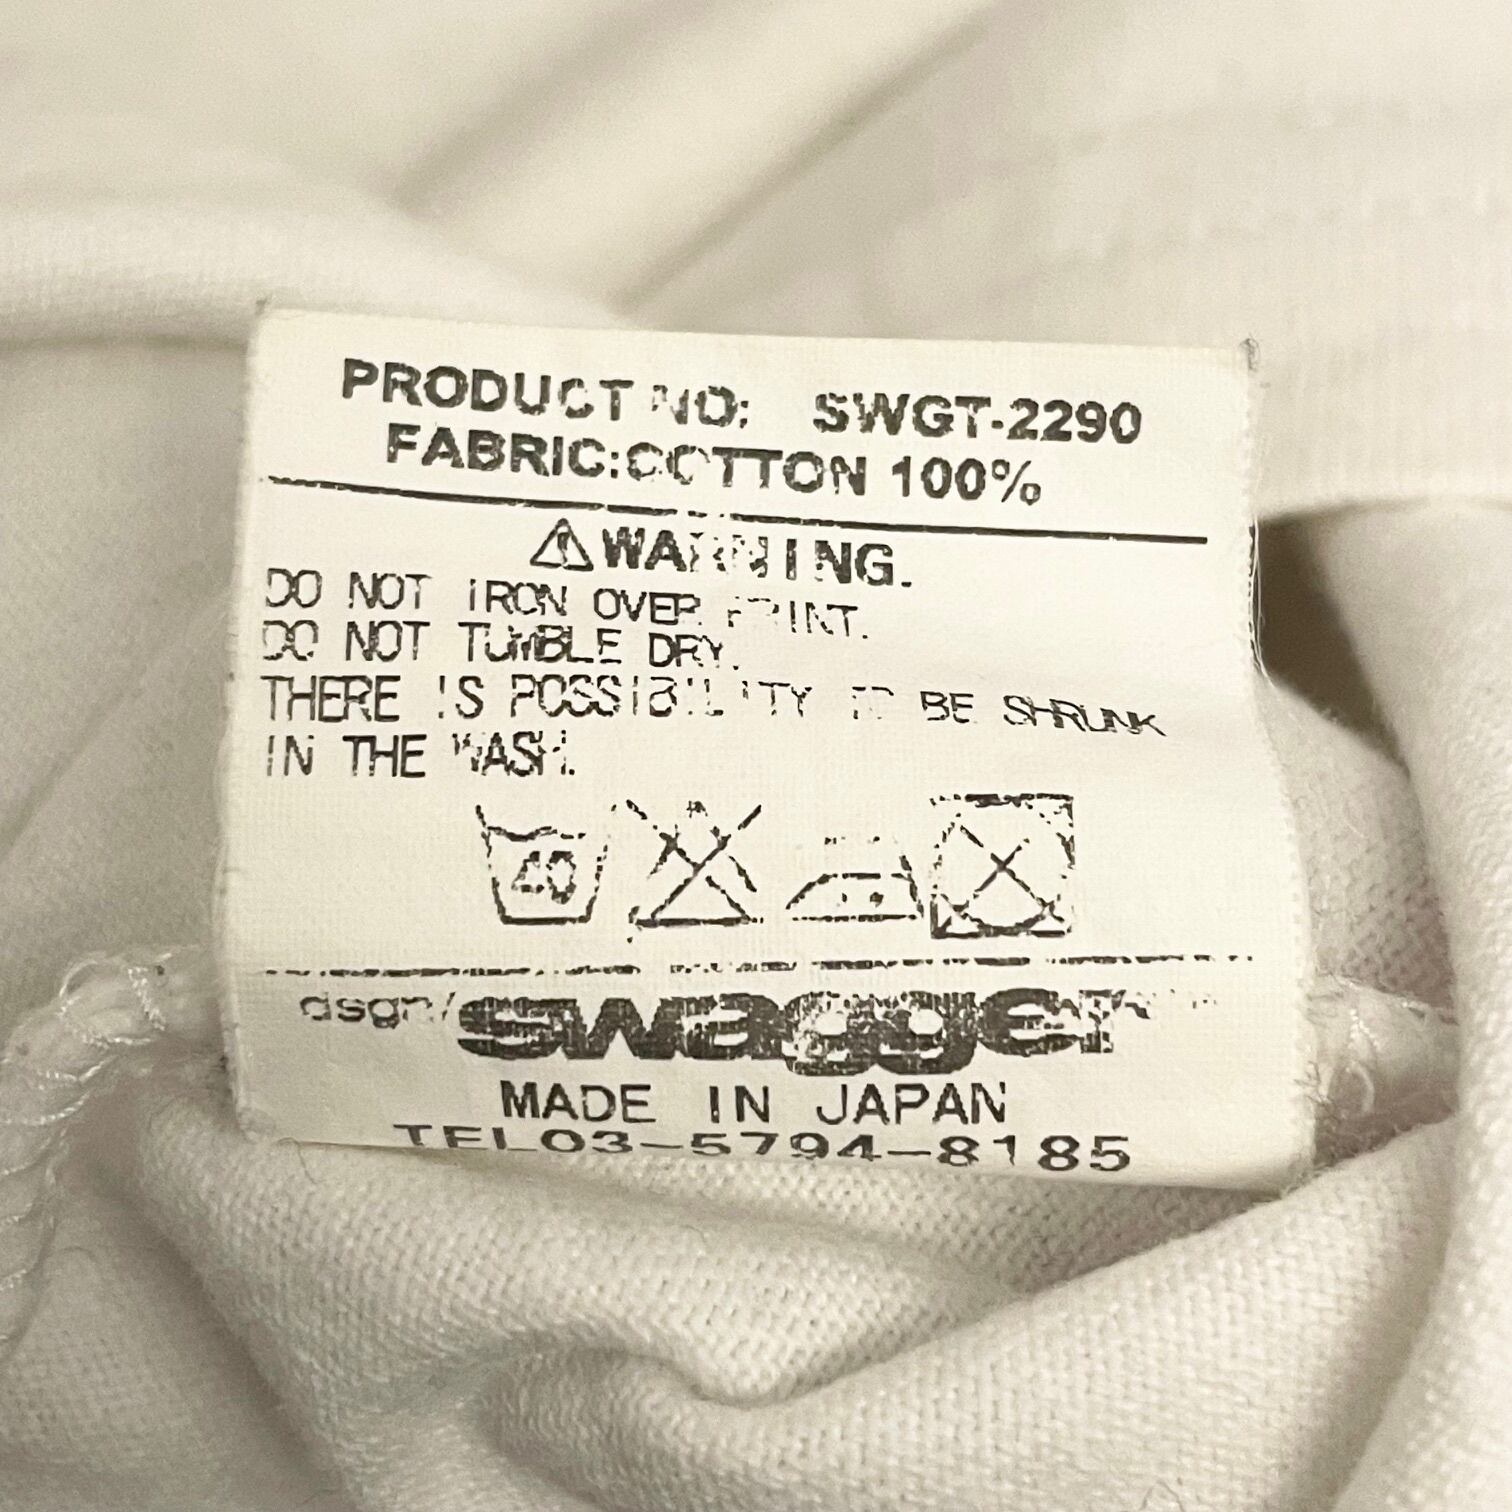 PRODUCT NO: SWGT-2290
FABRIC:COTTON 100%
WARNING.
DO NOT IRON OVER PRINT.
DO NOT TUMBLE DRY.
THERE IS POSSIBILITY TO BE SHRUNK
IN THE WASH.
40
dsgn/swagger
MADE IN JAPAN
TEL03-5794-8185